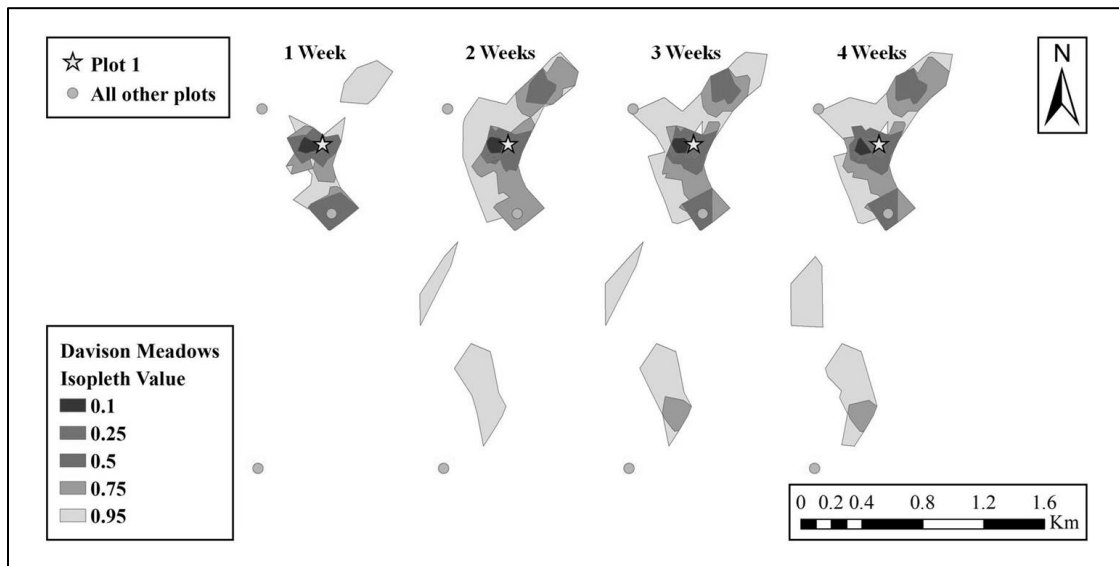 1 Week
2 Weeks
3 Weeks
4 Weeks
N
Plot 1
All other plots
Davison Meadows
Isopleth Value
0.1
0.25
0.5
0.75
0.95
0 0.2 0.4 0.8 1.2 1.6
Km